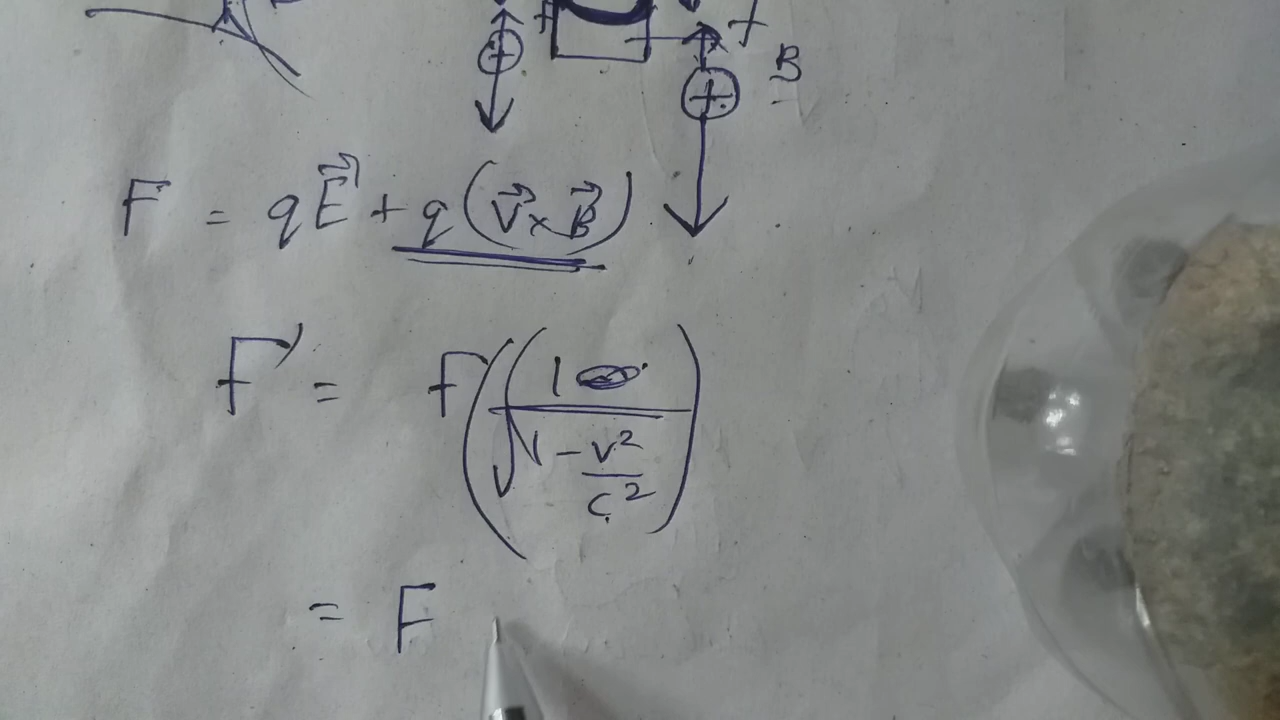 f f
B
F = qE⃗ + q(V⃗ × B⃗)
F' = F(1/√(1 - v²/c²))
= F